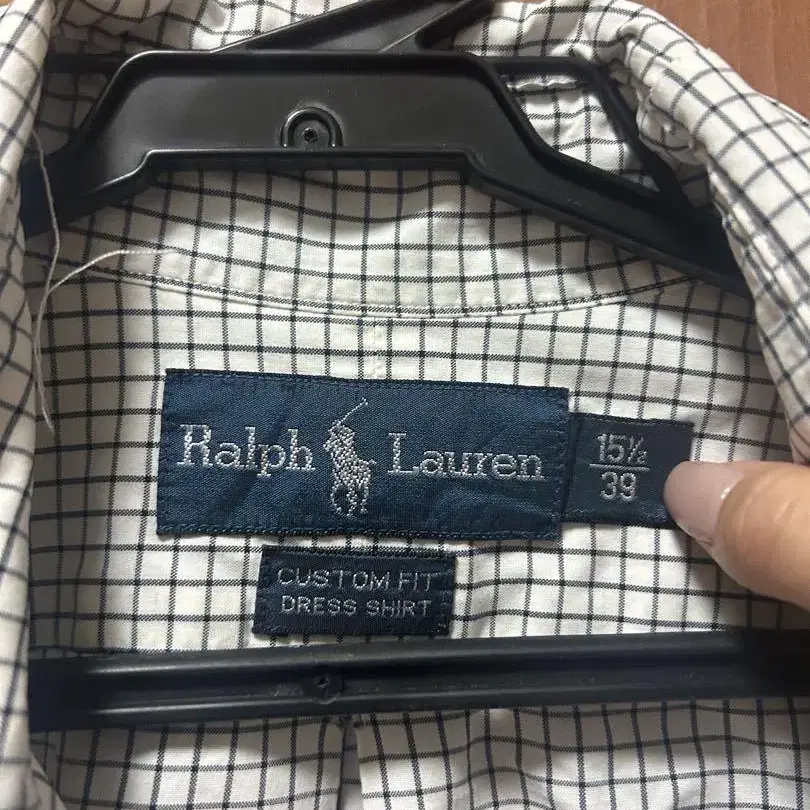 Ralph Lauren
15½
39
CUSTOM FIT
DRESS SHIRT